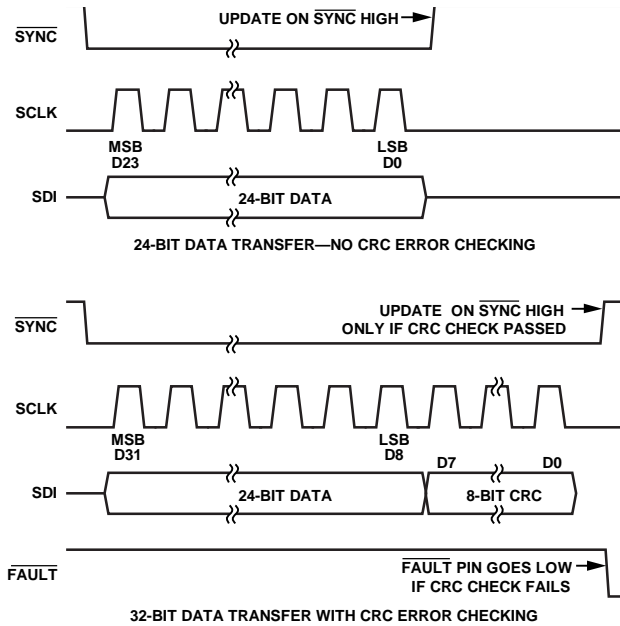 UPDATE ON SYNC HIGH
SYNC
SCLK
MSB
D23
LSB
D0
SDI
24-BIT DATA
24-BIT DATA TRANSFER—NO CRC ERROR CHECKING
SYNC
UPDATE ON SYNC HIGH
ONLY IF CRC CHECK PASSED
SCLK
MSB
D31
LSB
D8
D7
D0
SDI
24-BIT DATA
8-BIT CRC
FAULT
FAULT PIN GOES LOW
IF CRC CHECK FAILS
32-BIT DATA TRANSFER WITH CRC ERROR CHECKING